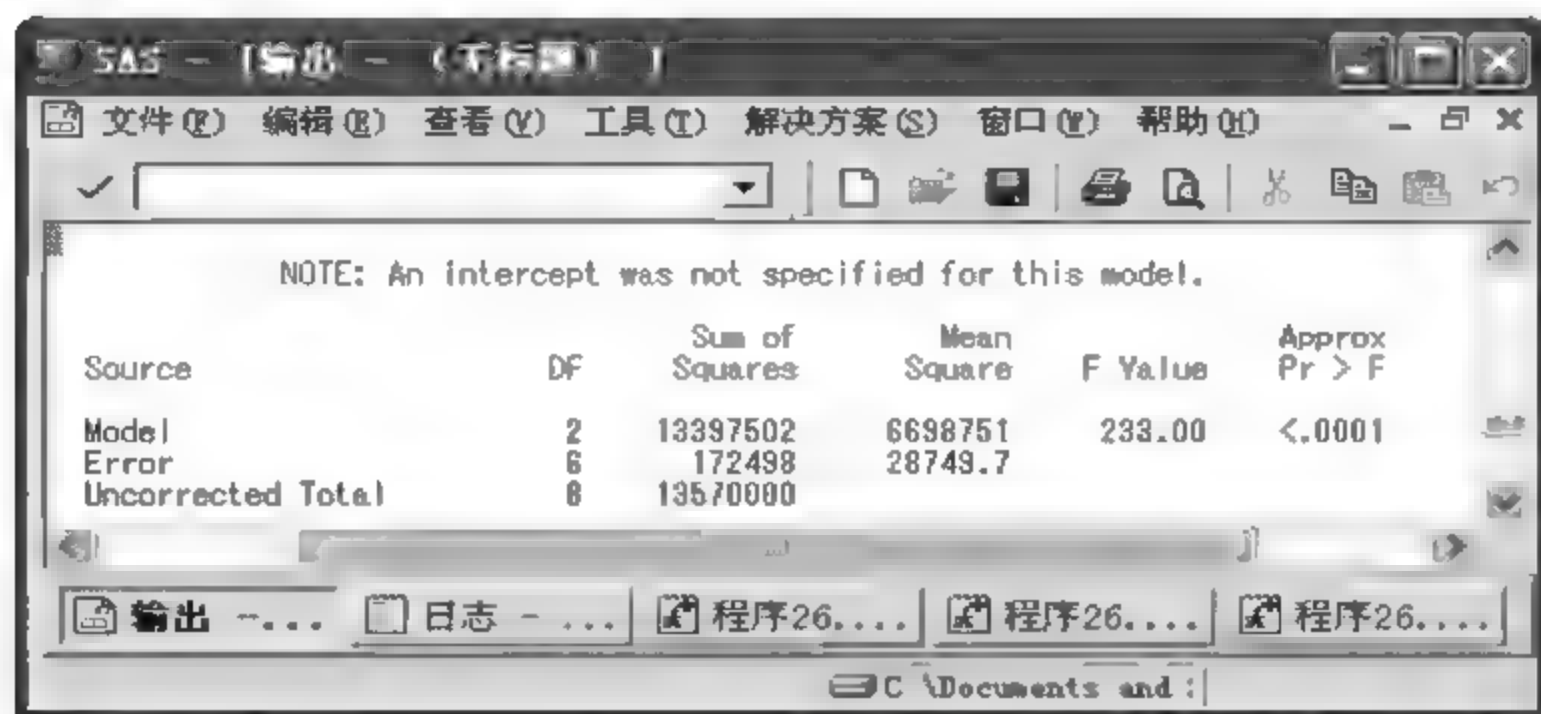 SAS - [输出 - (无标题)]
文件(F) 编辑(E) 查看(V) 工具(T) 解决方案(S) 窗口(W) 帮助(H)
NOTE: An intercept was not specified for this model.
Source DF Sum of Squares Mean Square F Value Approx Pr > F
Model 2 13397502 6698751 233.00 <.0001
Error 6 172498 28749.7
Uncorrected Total 8 13570000
输出 -... 日志 - ... 程序26.... 程序26.... 程序26....
C \Documents and :